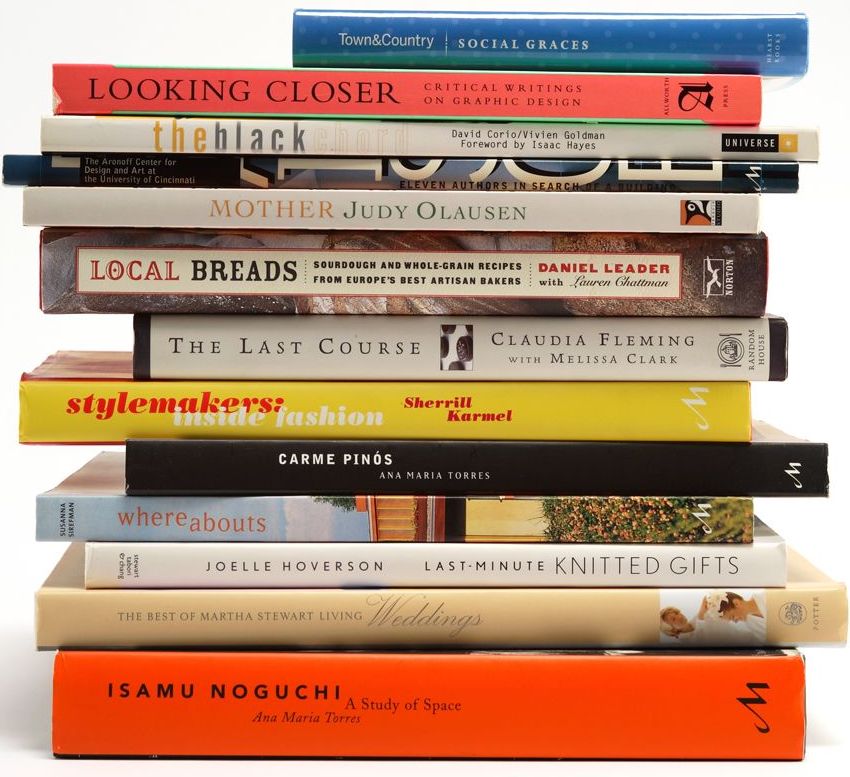 Town&Country SOCIAL GRACES HEARST BOOKS
LOOKING CLOSER CRITICAL WRITINGS ON GRAPHIC DESIGN ALLWORTH PRESS
theblackchord David Corio/Vivien Goldman Foreword by Isaac Hayes UNIVERSE
The Aronoff Center for Design and Art at the University of Cincinnati ELEVEN AUTHORS IN SEARCH OF A BUILDING M
MOTHER JUDY OLAUSEN
LOCAL BREADS SOURDOUGH AND WHOLE-GRAIN RECIPES FROM EUROPE'S BEST ARTISAN BAKERS DANIEL LEADER with Lauren Chattman NORTON
THE LAST COURSE CLAUDIA FLEMING WITH MELISSA CLARK RANDOM HOUSE
stylemakers: inside fashion Sherrill Karmel M
CARME PINÓS ANA MARIA TORRES M
SUSANNA SIREFMAN whereabouts M
stewart tabori & chang JOELLE HOVERSON LAST-MINUTE KNITTED GIFTS
THE BEST OF MARTHA STEWART LIVING Weddings POTTER
ISAMU NOGUCHI A Study of Space Ana Maria Torres M